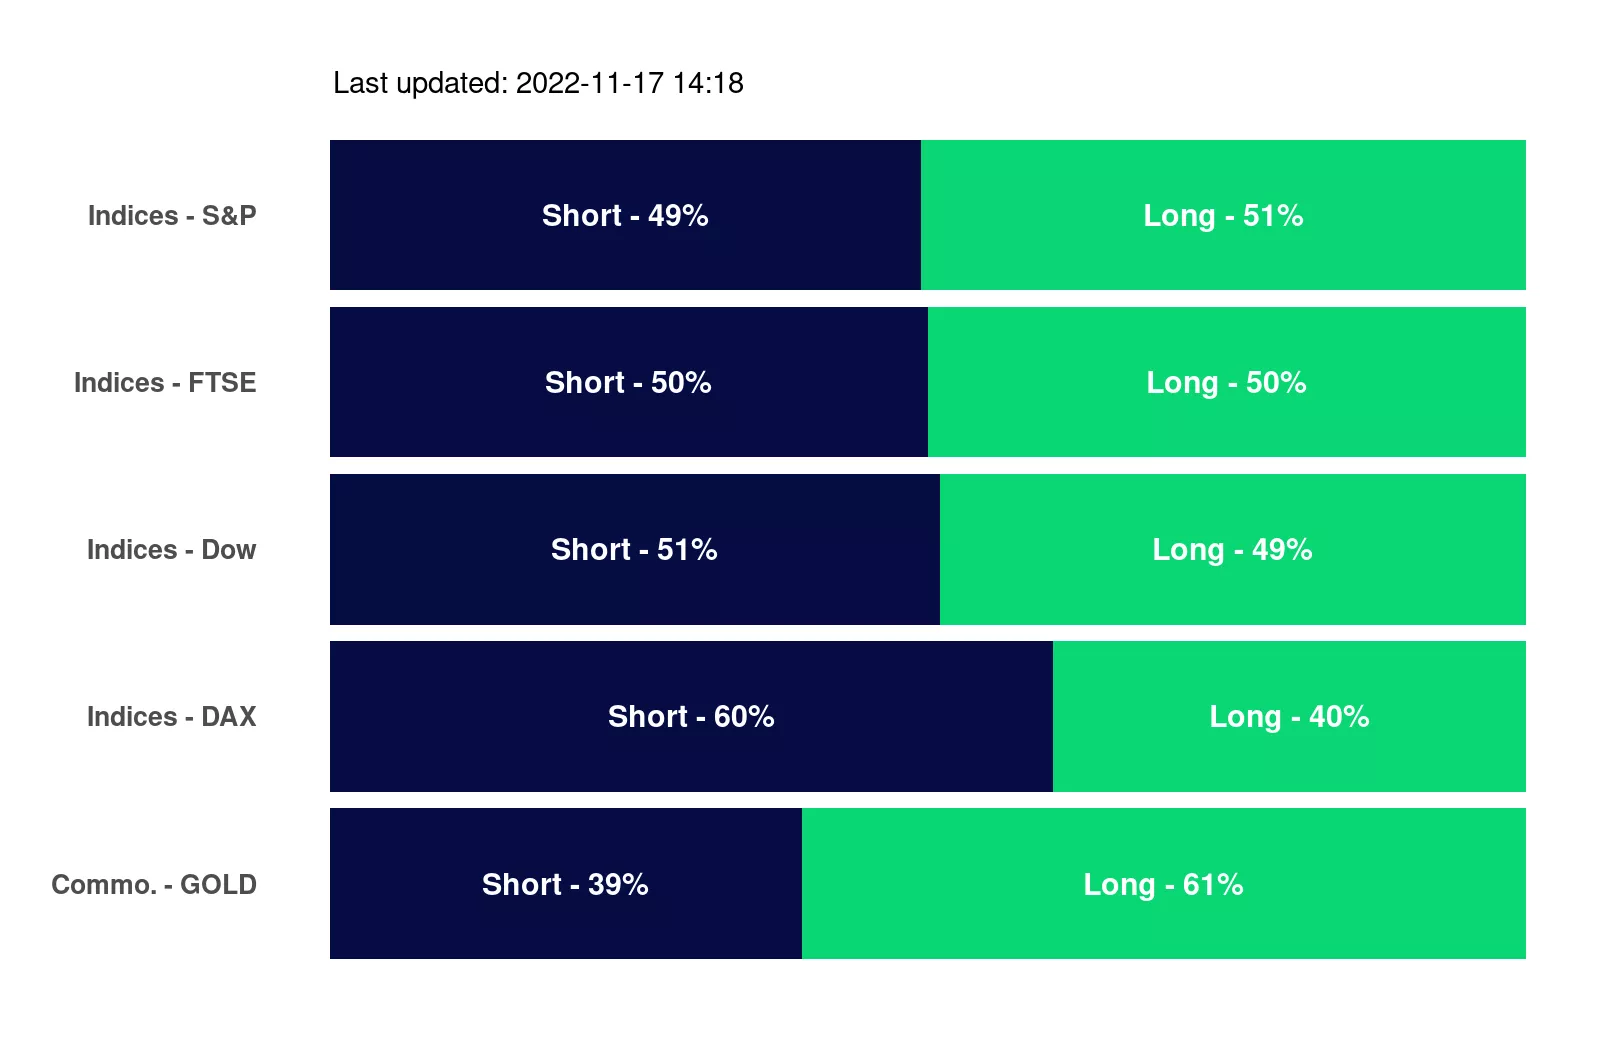 Last updated: 2022-11-17 14:18
Indices - S&P Short - 49% Long - 51%
Indices - FTSE Short - 50% Long - 50%
Indices - Dow Short - 51% Long - 49%
Indices - DAX Short - 60% Long - 40%
Commo. - GOLD Short - 39% Long - 61%